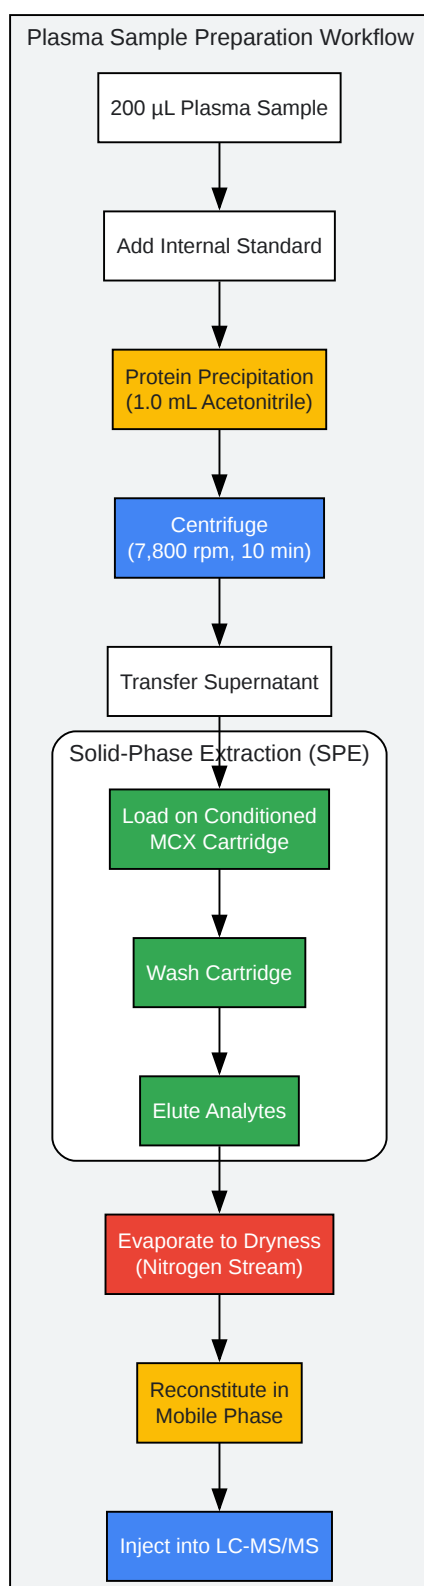 Plasma Sample Preparation Workflow
200 µL Plasma Sample
Add Internal Standard
Protein Precipitation
(1.0 mL Acetonitrile)
Centrifuge
(7,800 rpm, 10 min)
Transfer Supernatant
Solid-Phase Extraction (SPE)
Load on Conditioned
MCX Cartridge
Wash Cartridge
Elute Analytes
Evaporate to Dryness
(Nitrogen Stream)
Reconstitute in
Mobile Phase
Inject into LC-MS/MS